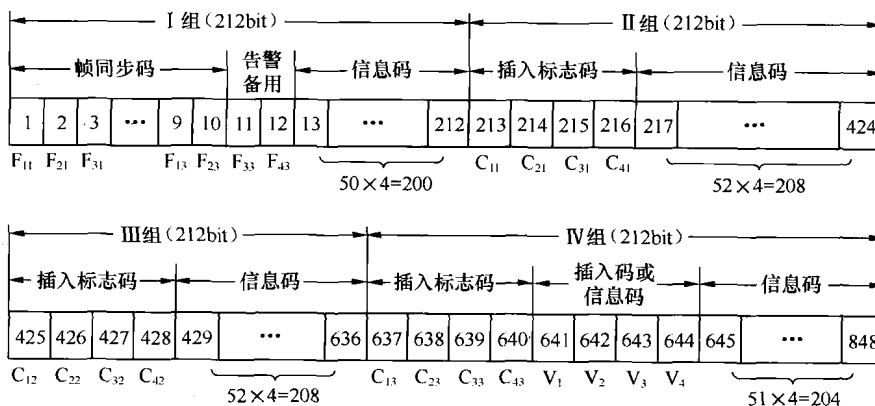 I组(212bit) II组(212bit)
帧同步码 告警备用 信息码 插入标志码 信息码
1 2 3 ··· 9 10 11 12 13 ··· 212 213 214 215 216 217 ··· 424
F₁₁ F₂₁ F₃₁ F₁₃ F₂₃ F₃₃ F₄₃ C₁₁ C₂₁ C₃₁ C₄₁
50×4=200 52×4=208
III组(212bit) IV组(212bit)
插入标志码 信息码 插入标志码 插入码或信息码 信息码
425 426 427 428 429 ··· 636 637 638 639 640 641 642 643 644 645 ··· 848
C₁₂ C₂₂ C₃₂ C₄₂ C₁₃ C₂₃ C₃₃ C₄₃ V₁ V₂ V₃ V₄
52×4=208 51×4=204